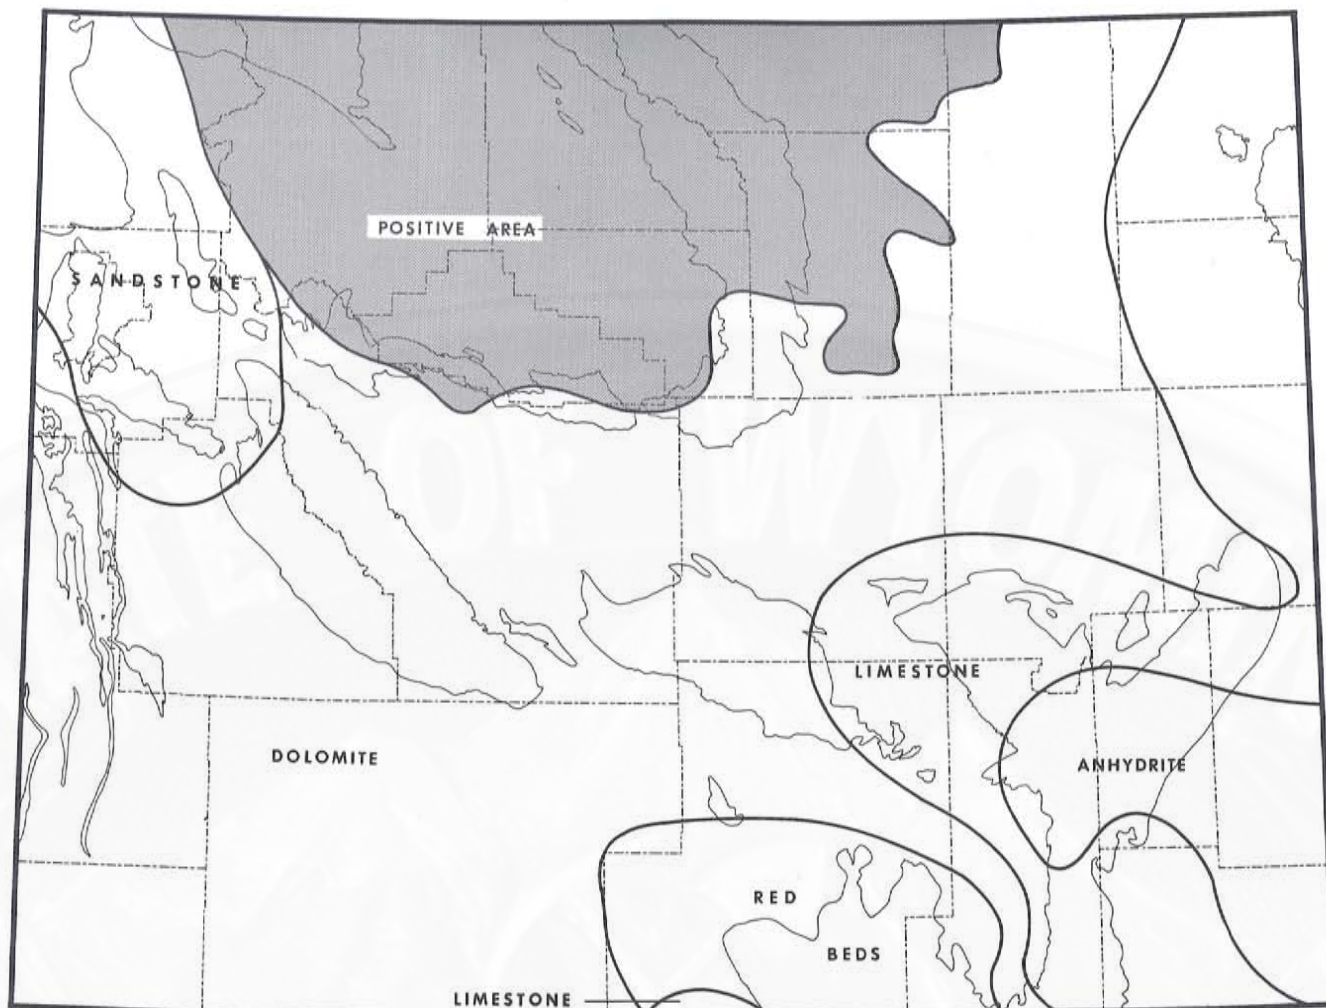 POSITIVE AREA
SANDSTONE
LIMESTONE
DOLOMITE
ANHYDRITE
RED
BEDS
LIMESTONE